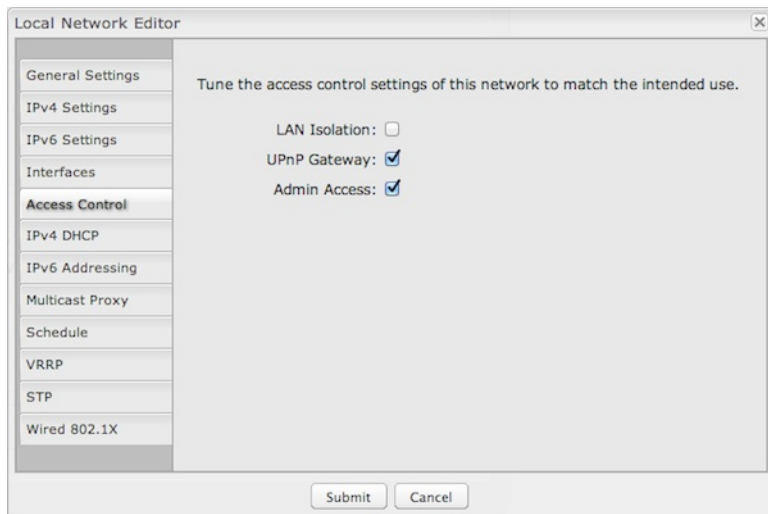 Local Network Editor
General Settings
IPv4 Settings
IPv6 Settings
Interfaces
Access Control
IPv4 DHCP
IPv6 Addressing
Multicast Proxy
Schedule
VRRP
STP
Wired 802.1X
Tune the access control settings of this network to match the intended use.
LAN Isolation:
UPnP Gateway:
Admin Access:
Submit
Cancel